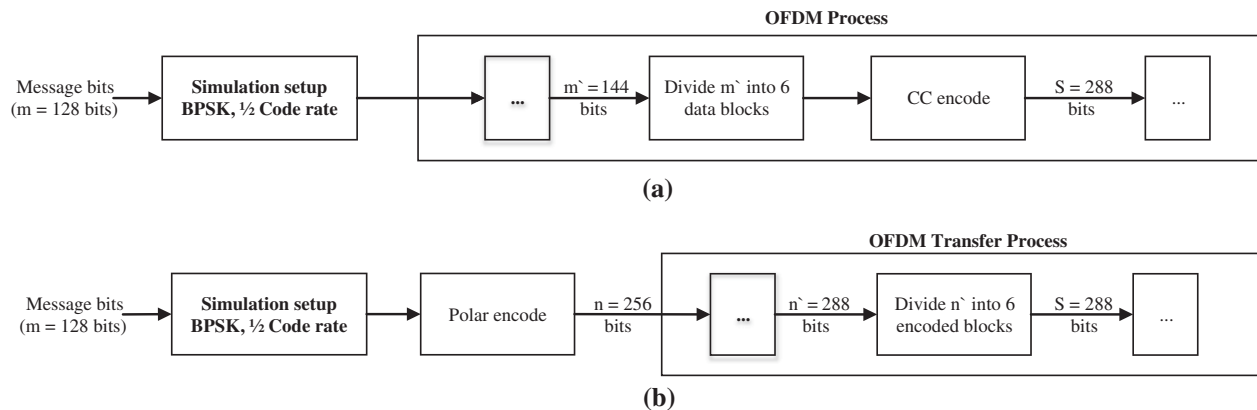 OFDM Process
Message bits
(m = 128 bits)
Simulation setup
BPSK, ½ Code rate
...
m` = 144
bits
Divide m` into 6
data blocks
CC encode
S = 288
bits
...
(a)
OFDM Transfer Process
Message bits
(m = 128 bits)
Simulation setup
BPSK, ½ Code rate
Polar encode
n = 256
bits
...
n` = 288
bits
Divide n` into 6
encoded blocks
S = 288
bits
...
(b)